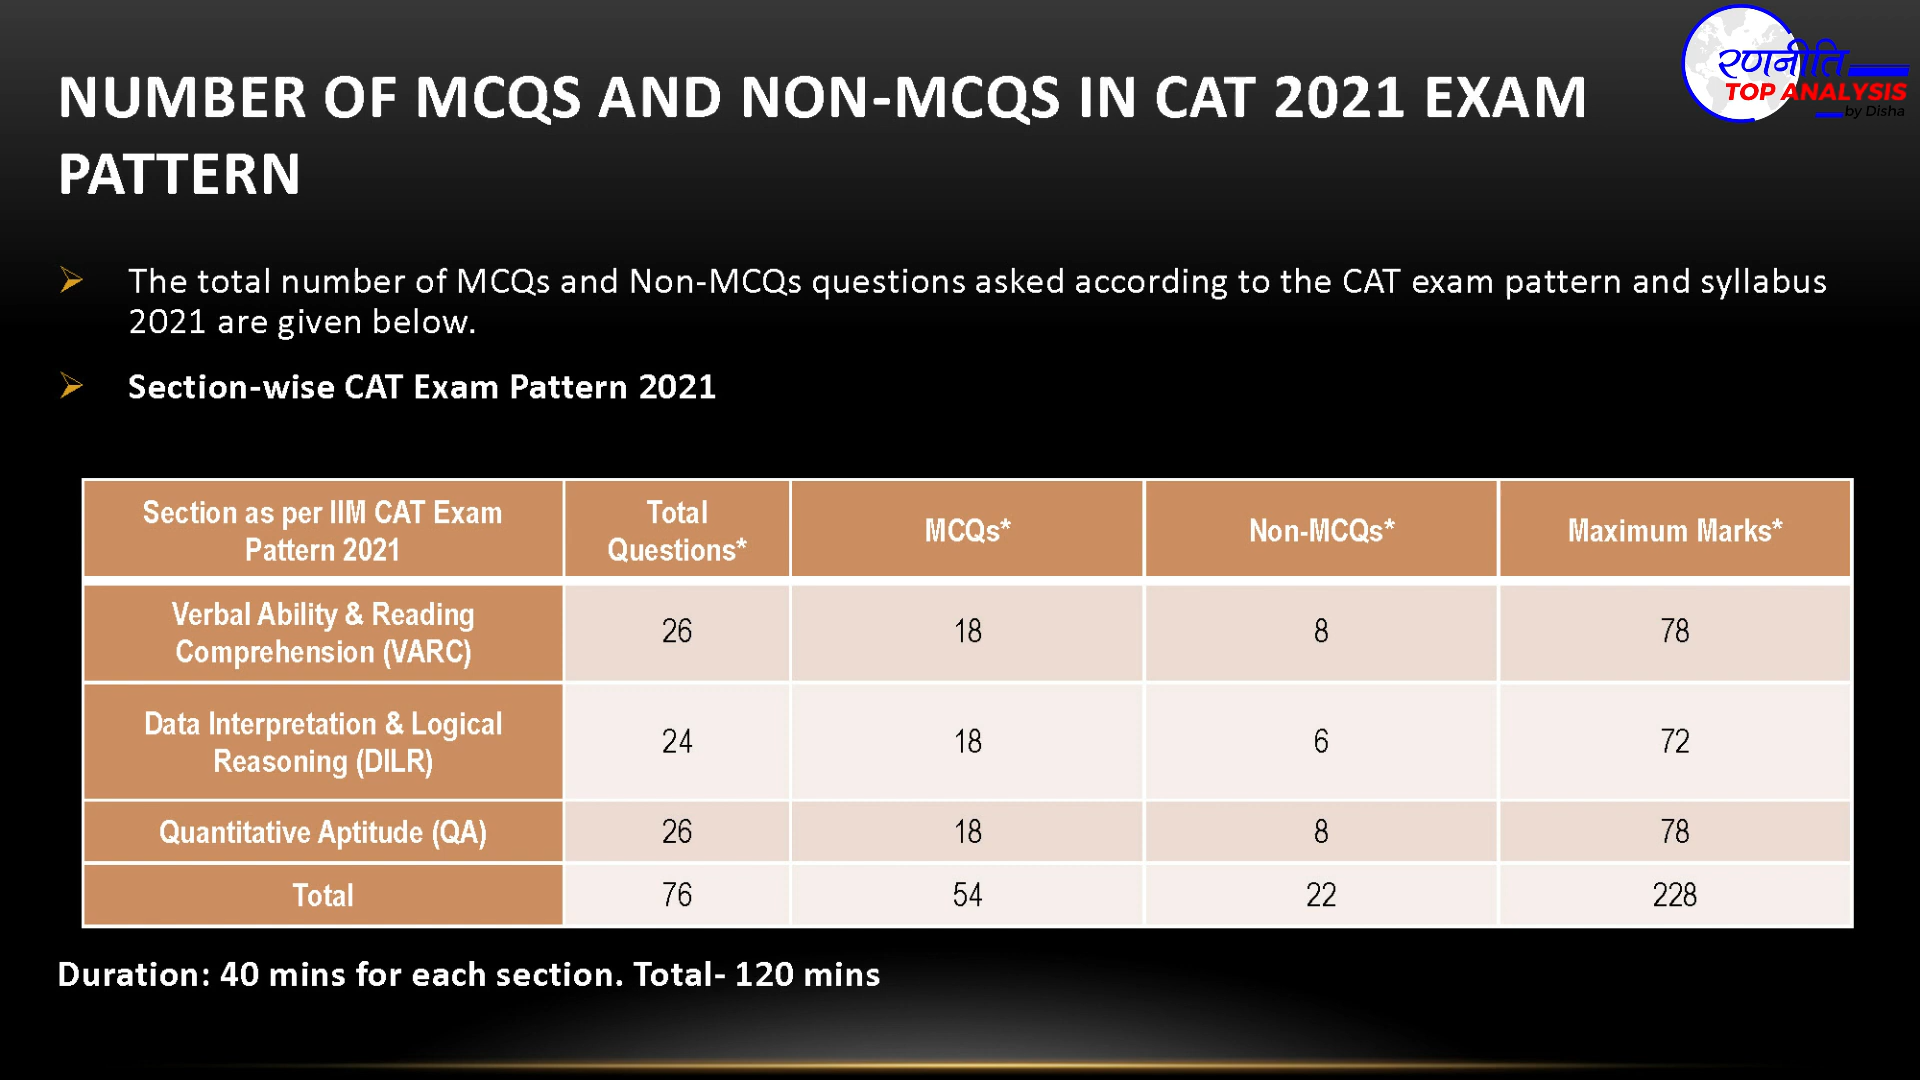 रणनीति
TOP ANALYSIS
by Disha
NUMBER OF MCQS AND NON-MCQS IN CAT 2021 EXAM
PATTERN
The total number of MCQs and Non-MCQs questions asked according to the CAT exam pattern and syllabus
2021 are given below.
Section-wise CAT Exam Pattern 2021
Section as per IIM CAT Exam
Pattern 2021
Total
Questions*
MCQs*
Non-MCQs*
Maximum Marks*
Verbal Ability & Reading
Comprehension (VARC)
26
18
8
78
Data Interpretation & Logical
Reasoning (DILR)
24
18
6
72
Quantitative Aptitude (QA)
26
18
8
78
Total
76
54
22
228
Duration: 40 mins for each section. Total- 120 mins